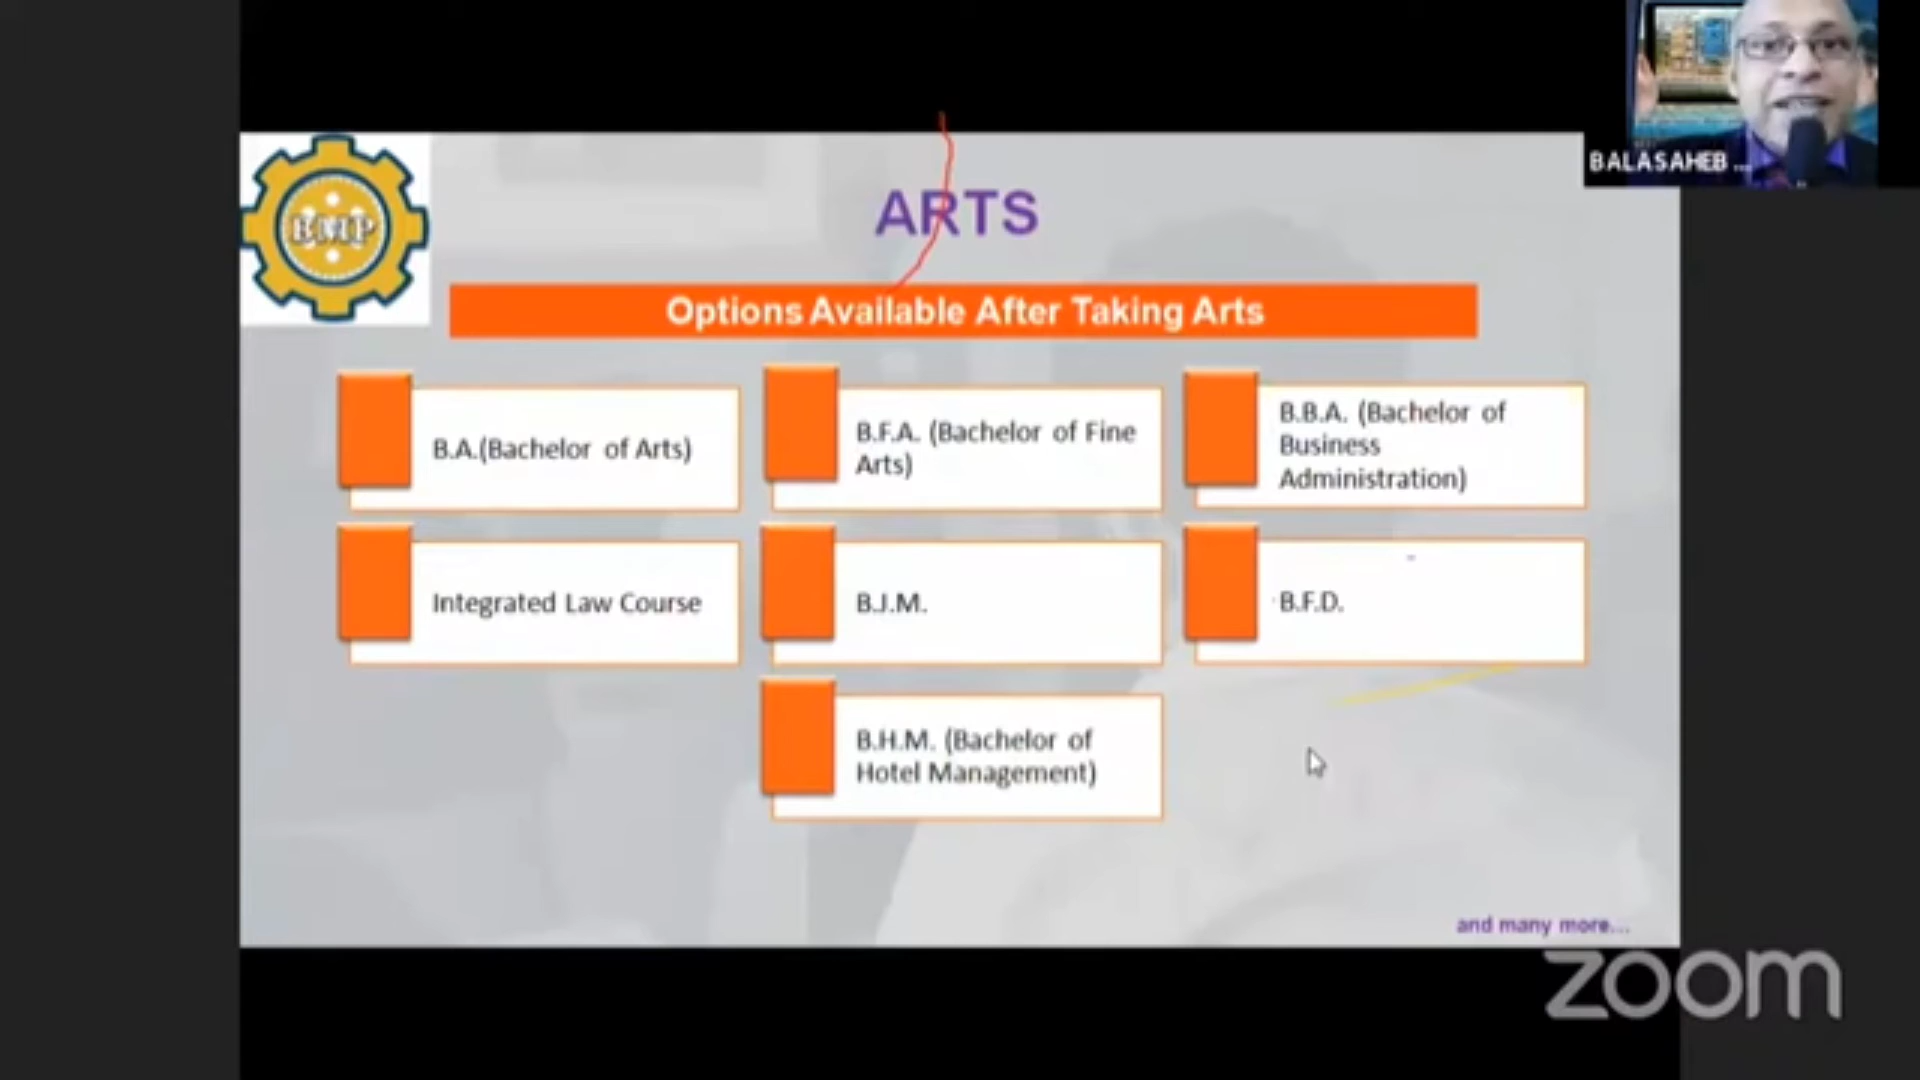 BALASAHEB ...
BMP
ARTS
Options Available After Taking Arts
B.A.(Bachelor of Arts)
B.F.A. (Bachelor of Fine
Arts)
B.B.A. (Bachelor of
Business
Administration)
Integrated Law Course
B.J.M.
B.F.D.
B.H.M. (Bachelor of
Hotel Management)
and many more...
zoom